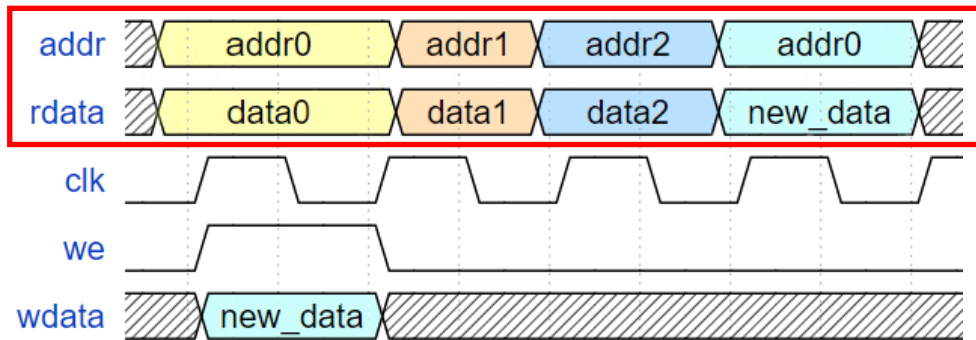 addr addr0 addr1 addr2 addr0
rdata data0 data1 data2 new_data
clk
we
wdata new_data